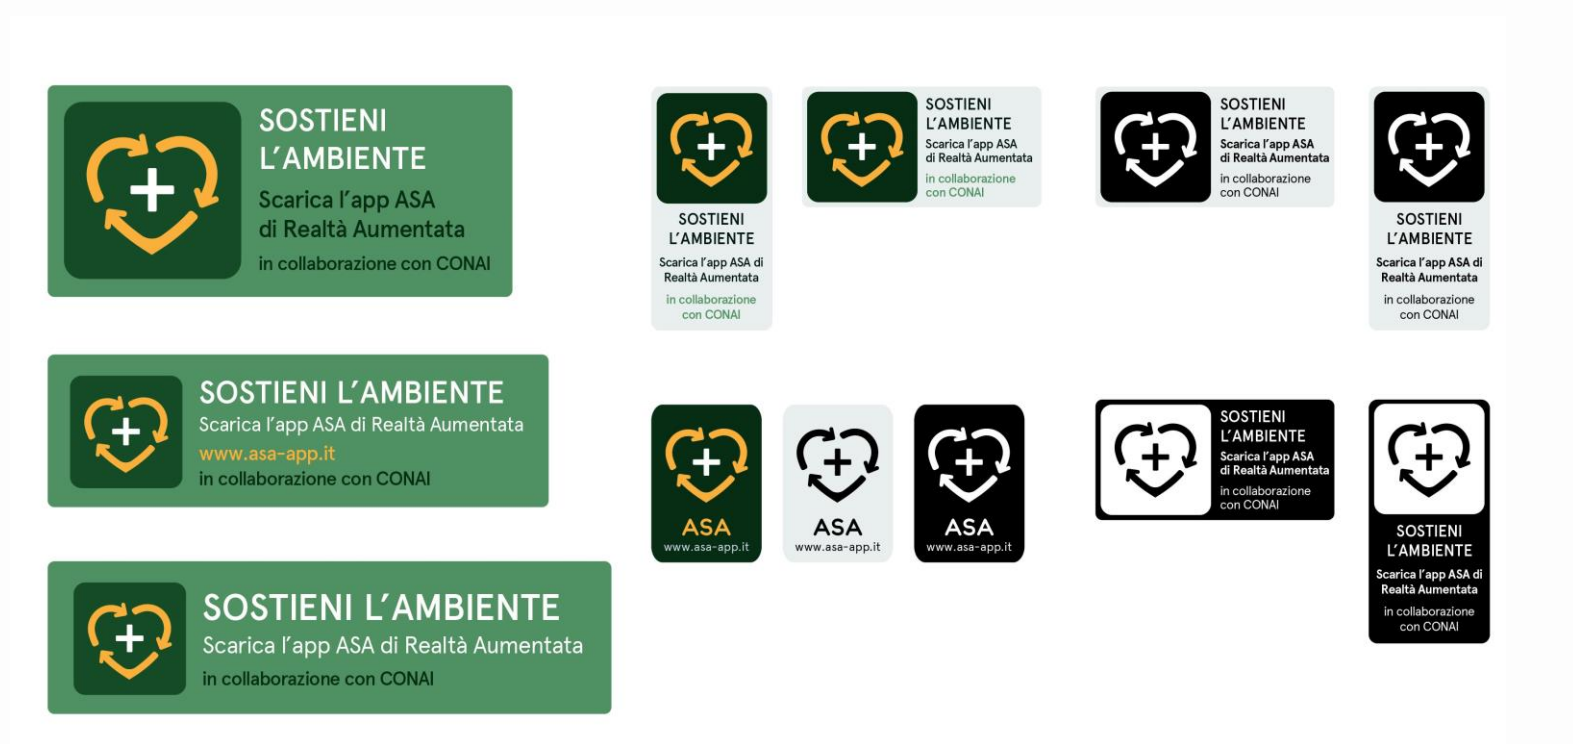 SOSTIENI
L'AMBIENTE
Scarica l'app ASA
di Realtà Aumentata
in collaborazione con CONAI
SOSTIENI L'AMBIENTE
Scarica l'app ASA di Realtà Aumentata
www.asa-app.it
in collaborazione con CONAI
SOSTIENI L'AMBIENTE
Scarica l'app ASA di Realtà Aumentata
in collaborazione con CONAI
SOSTIENI
L'AMBIENTE
Scarica l'app ASA di
Realtà Aumentata
in collaborazione
con CONAI
SOSTIENI
L'AMBIENTE
Scarica l'app ASA
di Realtà Aumentata
in collaborazione
con CONAI
SOSTIENI
L'AMBIENTE
Scarica l'app ASA
di Realtà Aumentata
in collaborazione
con CONAI
SOSTIENI
L'AMBIENTE
Scarica l'app ASA di
Realtà Aumentata
in collaborazione
con CONAI
ASA
www.asa-app.it
ASA
www.asa-app.it
ASA
www.asa-app.it
SOSTIENI
L'AMBIENTE
Scarica l'app ASA
di Realtà Aumentata
in collaborazione
con CONAI
SOSTIENI
L'AMBIENTE
Scarica l'app ASA di
Realtà Aumentata
in collaborazione
con CONAI